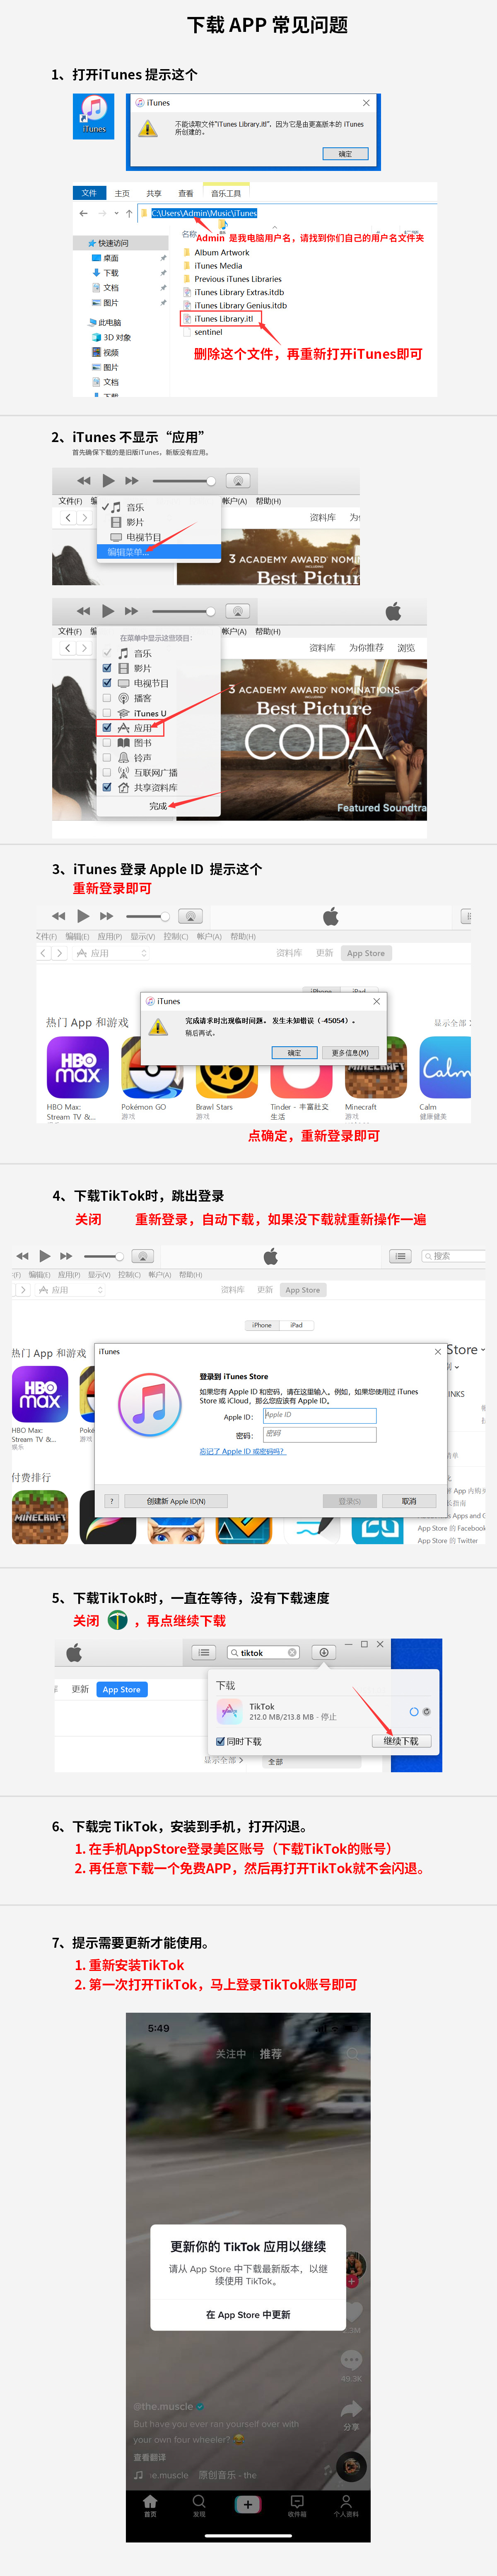 下载 APP 常见问题
1、打开iTunes 提示这个
iTunes
iTunes
不能读取文件“iTunes Library.itl”，因为它是由更高版本的 iTunes
所创建的。
确定
文件 主页 共享 查看 音乐工具
C:\Users\Admin\Music\iTunes
名称
Admin 是我电脑用户名，请找到你们自己的用户名文件夹
快速访问
桌面
下载
文档
图片
此电脑
3D 对象
视频
图片
文档
下载
Album Artwork
iTunes Media
Previous iTunes Libraries
iTunes Library Extras.itdb
iTunes Library Genius.itdb
iTunes Library.itl
sentinel
删除这个文件，再重新打开iTunes即可
2、iTunes 不显示“应用”
首先确保下载的是旧版iTunes，新版没有应用。
文件(F) 帐户(A) 帮助(H)
音乐
影片
电视节目
编辑菜单...
资料库
3 ACADEMY AWARD NOMINATIONS
INCLUDING
Best Picture
文件(F) 帐户(A) 帮助(H)
在菜单中显示这些项目:
音乐
影片
电视节目
播客
iTunes U
应用
图书
铃声
互联网广播
共享资料库
完成
资料库 为你推荐 浏览
3 ACADEMY AWARD NOMINATIONS
INCLUDING
Best Picture
CODA
Featured Soundtra
3、iTunes 登录 Apple ID 提示这个
重新登录即可
文件(F) 编辑(E) 应用(P) 显示(V) 控制(C) 帐户(A) 帮助(H)
应用
资料库 更新 App Store
iPhone iPad
热门 App 和游戏
显示全部
iTunes
完成请求时出现临时问题。 发生未知错误（-45054）。
稍后再试。
确定 更多信息(M)
HBO max
MINECRAFT
Calm
HBO Max:
Stream TV &...
Pokémon GO
游戏
Brawl Stars
游戏
Tinder - 丰富社交
生活
Minecraft
游戏
Calm
健康健美
点确定，重新登录即可
4、下载TikTok时，跳出登录
关闭 重新登录，自动下载，如果没下载就重新操作一遍
搜索
(F) 编辑(E) 应用(P) 显示(V) 控制(C) 帐户(A) 帮助(H)
应用
资料库 更新 App Store
iPhone iPad
热门 App 和游戏
HBO max
HBO Max:
Stream TV &...
娱乐
付费排行
MINECRAFT
iTunes
登录到 iTunes Store
如果您有 Apple ID 和密码，请在这里输入。例如，如果您使用过 iTunes
Store 或 iCloud，那么您应该有 Apple ID。
Apple ID: Apple ID
密码: 密码
忘记了 Apple ID 或密码吗?
? 创建新 Apple ID(N) 登录(S) 取消
Store
INKS
App 内购买
Apps and G
App Store 的 Facebook
App Store 的 Twitter
5、下载TikTok时，一直在等待，没有下载速度
关闭 ，再点继续下载
tiktok
更新 App Store
下载
TikTok
212.0 MB/213.8 MB - 停止
同时下载
继续下载
显示全部
全部
6、下载完 TikTok，安装到手机，打开闪退。
1. 在手机AppStore登录美区账号（下载TikTok的账号）
2. 再任意下载一个免费APP，然后再打开TikTok就不会闪退。
7、提示需要更新才能使用。
1. 重新安装TikTok
2. 第一次打开TikTok，马上登录TikTok账号即可
5:49
关注中 推荐
更新你的 TikTok 应用以继续
请从 App Store 中下载最新版本，以继
续使用 TikTok。
在 App Store 中更新
49.3K
分享
@the.muscle
But have you ever ran yourself over with
your own four wheeler?
查看翻译
e.muscle 原创音乐 - the
首页 发现 收件箱 个人资料